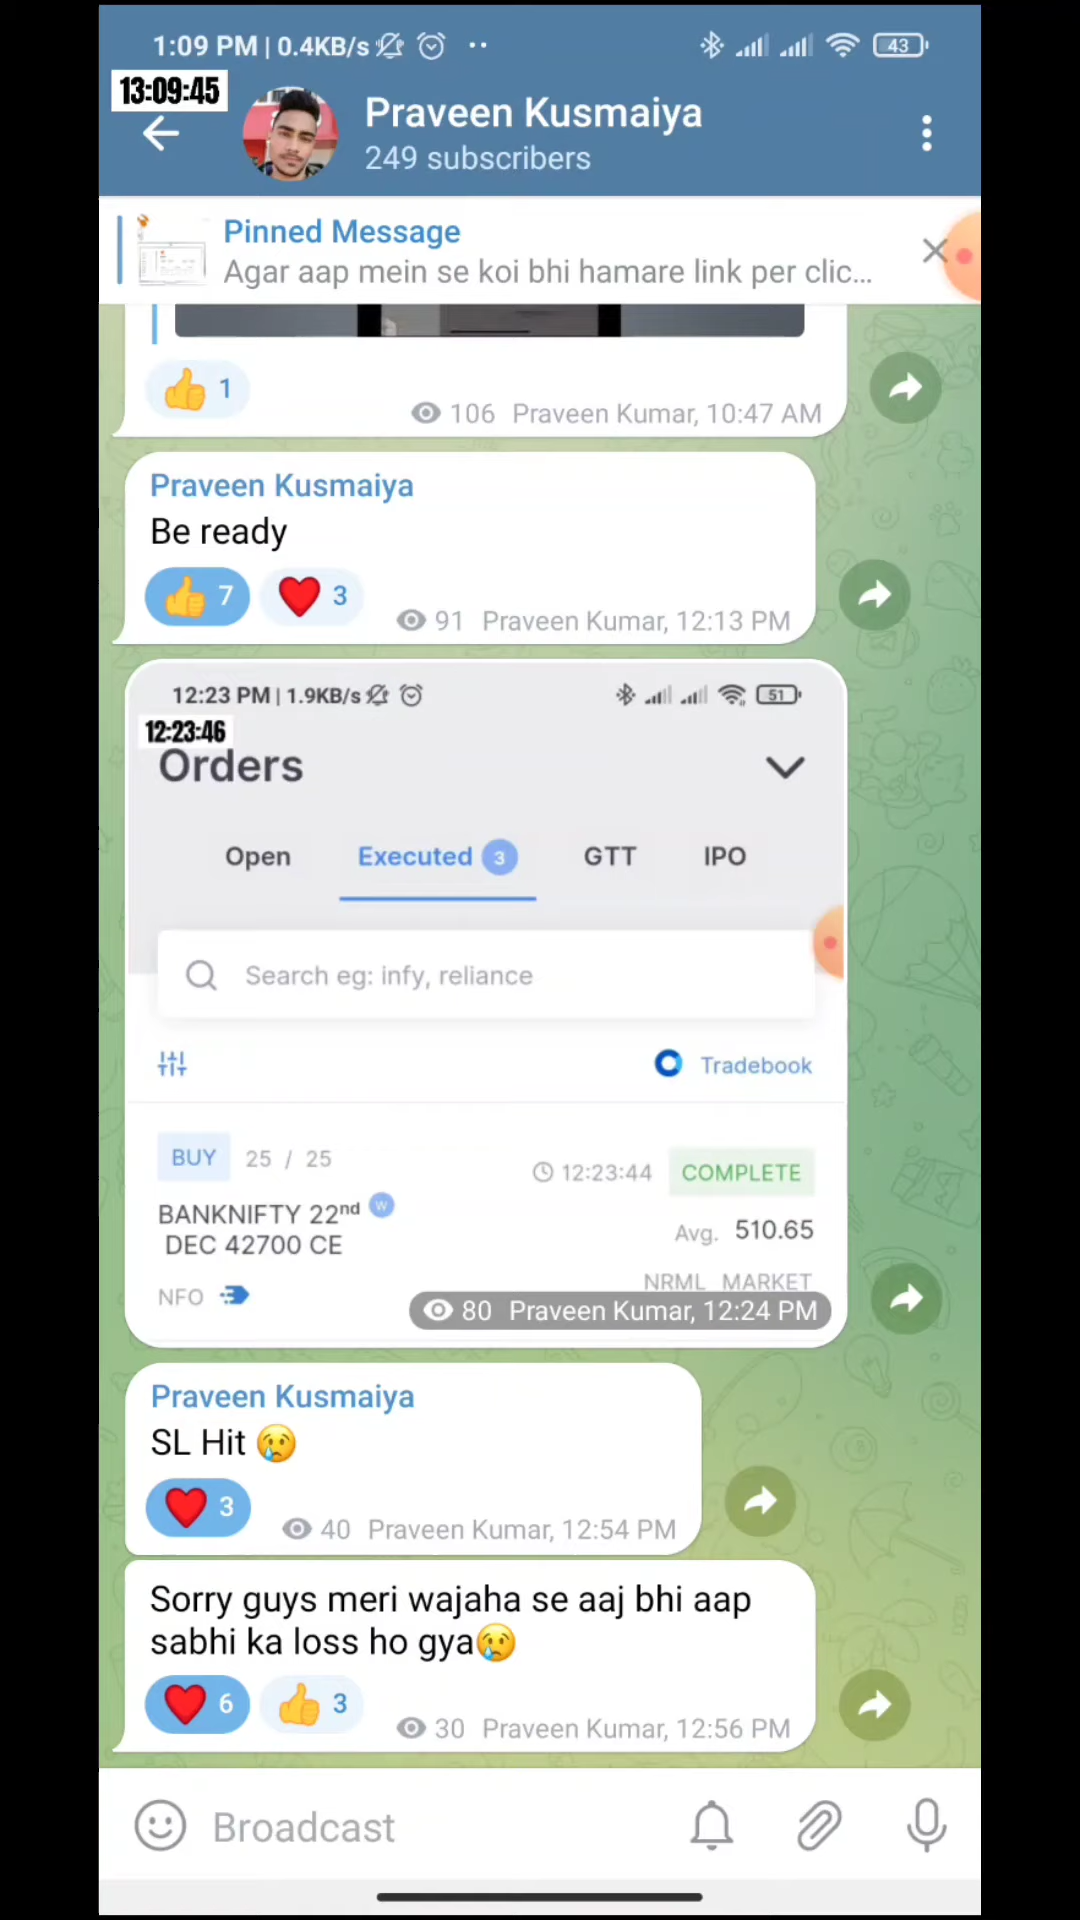 1:09 PM | 0.4KB/s
43
13:09:45
Praveen Kusmaiya
249 subscribers
Pinned Message
Agar aap mein se koi bhi hamare link per clic...
👍 1
106 Praveen Kumar, 10:47 AM
Praveen Kusmaiya
Be ready
👍 7 ❤️ 3
91 Praveen Kumar, 12:13 PM
12:23 PM | 1.9KB/s
51
12:23:46
Orders
Open Executed 3 GTT IPO
Search eg: infy, reliance
Tradebook
BUY 25 / 25 12:23:44 COMPLETE
BANKNIFTY 22nd W
DEC 42700 CE
Avg. 510.65
NFO
NRML MARKET
80 Praveen Kumar, 12:24 PM
Praveen Kusmaiya
SL Hit 😢
❤️ 3
40 Praveen Kumar, 12:54 PM
Sorry guys meri wajaha se aaj bhi aap
sabhi ka loss ho gya😢
❤️ 6 👍 3
30 Praveen Kumar, 12:56 PM
Broadcast